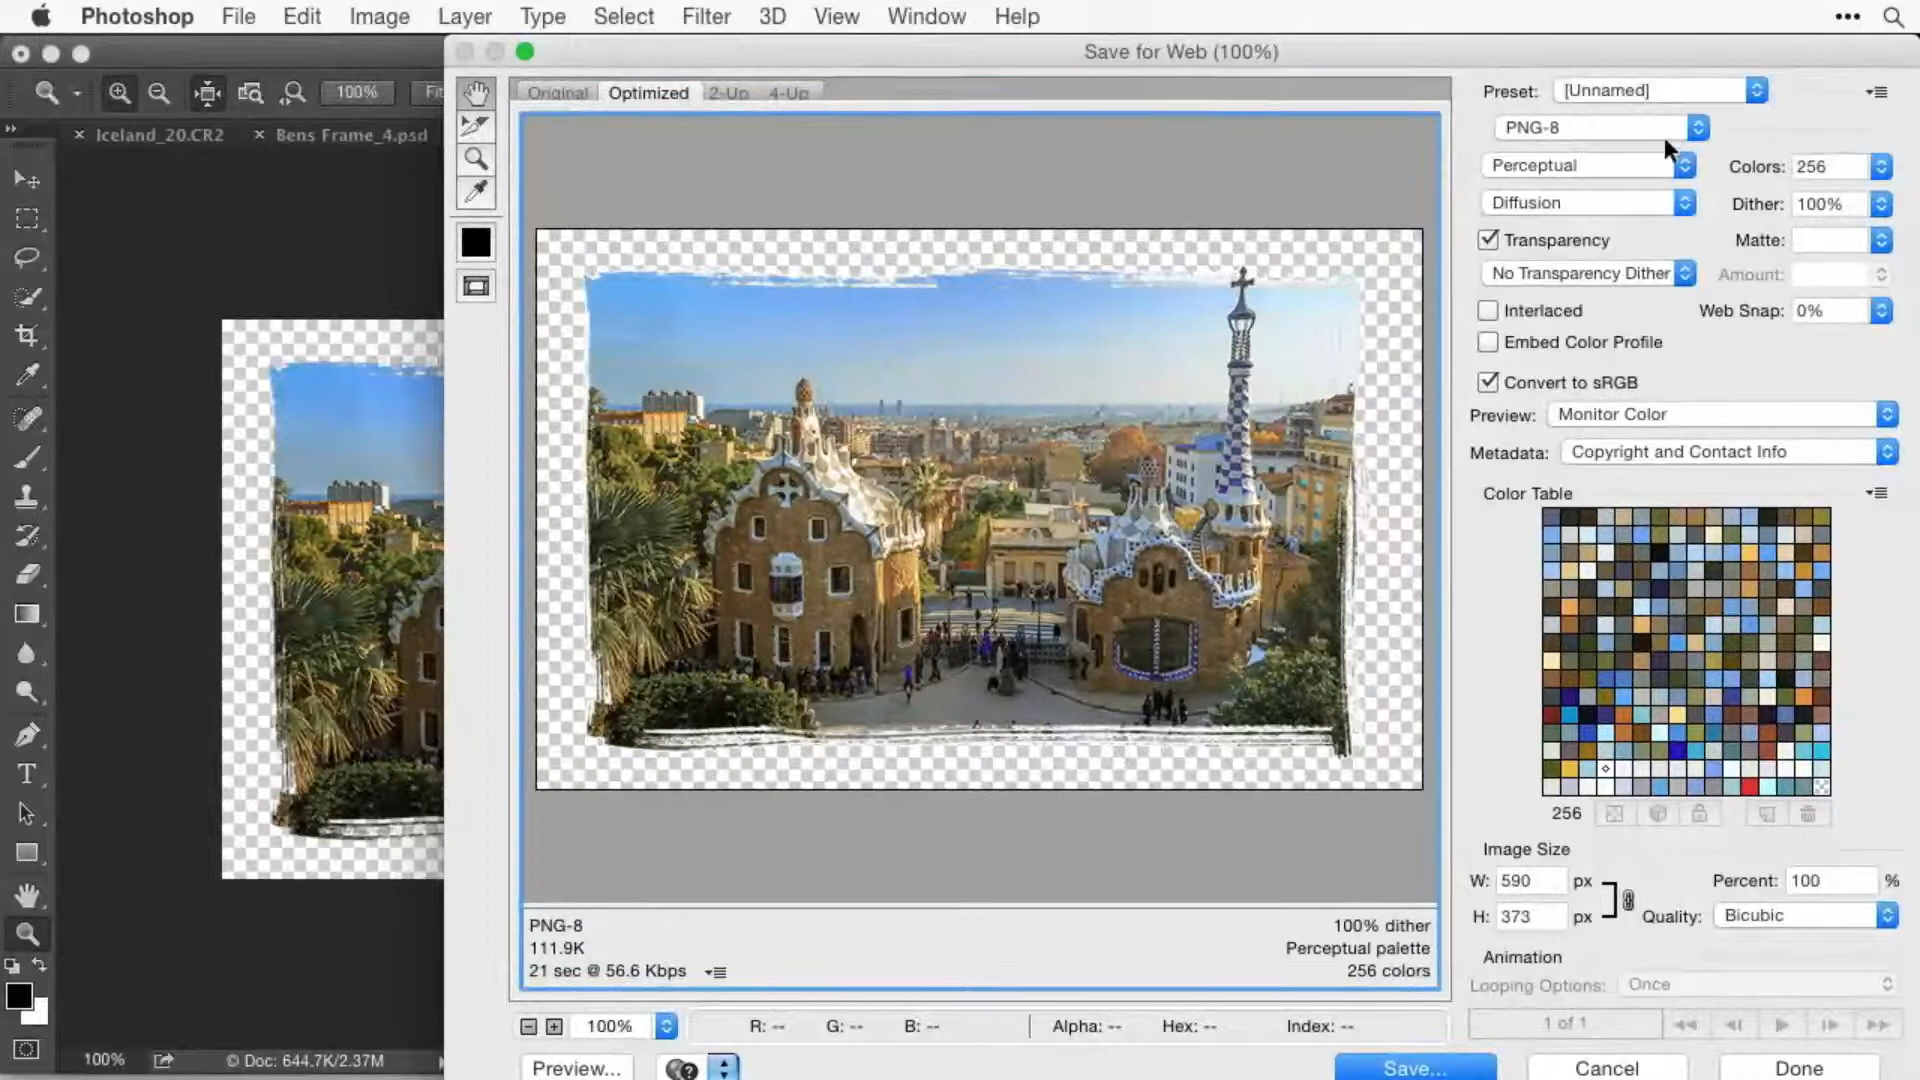 Photoshop File Edit Image Layer Type Select Filter 3D View Window Help •••
Save for Web (100%)
100% Fit
× Iceland_20.CR2 × Bens Frame_4.psd
Original Optimized 2-Up 4-Up
Preset: [Unnamed]
PNG-8
Perceptual Colors: 256
Diffusion Dither: 100%
Transparency Matte:
No Transparency Dither Amount:
Interlaced Web Snap: 0%
Embed Color Profile
Convert to sRGB
Preview: Monitor Color
Metadata: Copyright and Contact Info
Color Table
256
Image Size
W: 590 px Percent: 100 %
H: 373 px Quality: Bicubic
Animation
Looping Options: Once
1 of 1
PNG-8 100% dither
111.9K Perceptual palette
21 sec @ 56.6 Kbps 256 colors
100% R: -- G: -- B: -- Alpha: -- Hex: -- Index: --
100% © Doc: 644.7K/2.37M
Preview... Save... Cancel Done